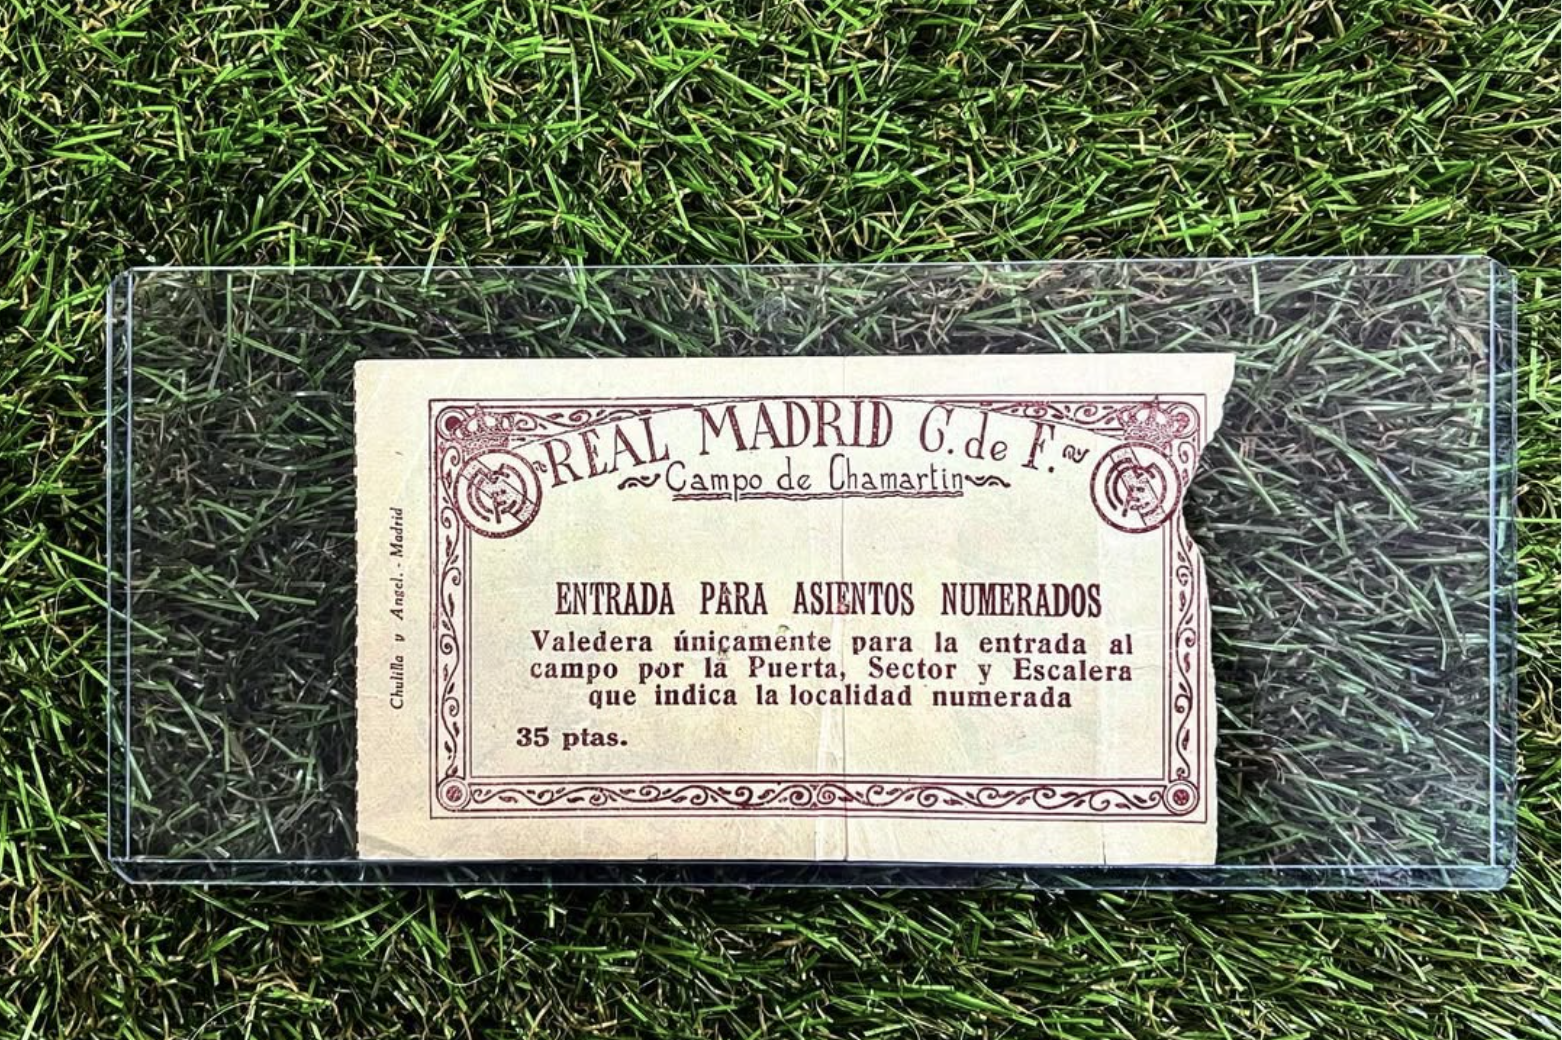 REAL MADRID C. de F.
Campo de Chamartin
ENTRADA PARA ASIENTOS NUMERADOS
Valedera únicamente para la entrada al
campo por la Puerta, Sector y Escalera
que indica la localidad numerada
35 ptas.
Chulilla y Angel. - Madrid